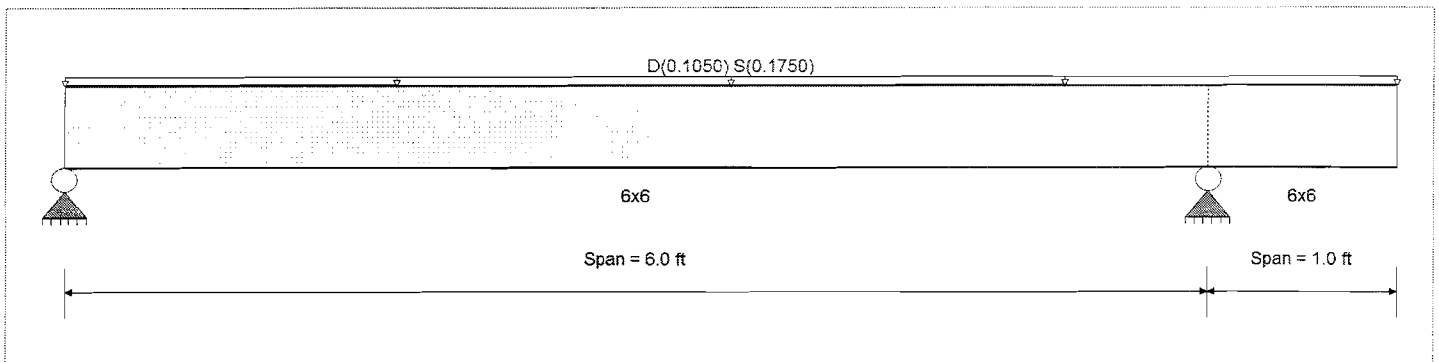 D(0.1050) S(0.1750)
6x6
6x6
Span = 6.0 ft
Span = 1.0 ft